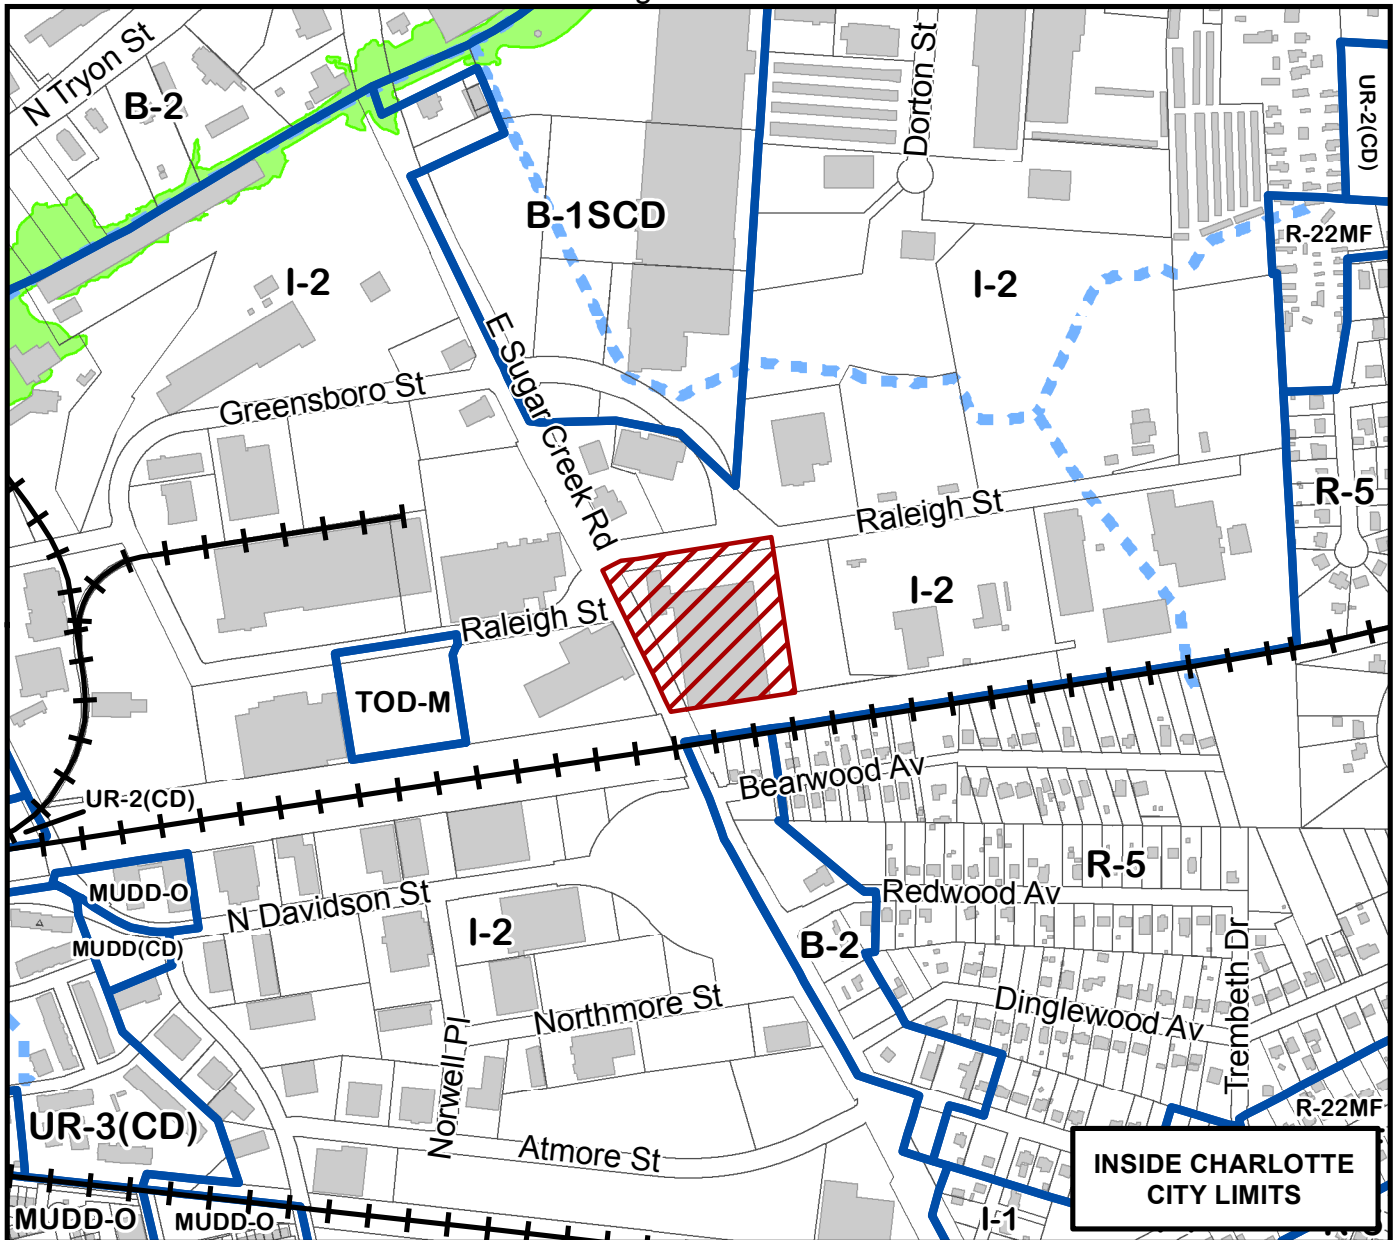 N Tryon St
B-2
Dorton St
UR-2(CD)
B-1SCD
R-22MF
I-2
I-2
E Sugar Creek Rd
Greensboro St
R-5
Raleigh St
I-2
Raleigh St
TOD-M
Bearwood Av
UR-2(CD)
R-5
MUDD-O
Redwood Av
N Davidson St
I-2
B-2
MUDD(CD)
Trembeth Dr
Dinglewood Av
Northmore St
Norwell Pl
R-22MF
UR-3(CD)
Atmore St
INSIDE CHARLOTTE
CITY LIMITS
MUDD-O
MUDD-O
I-1